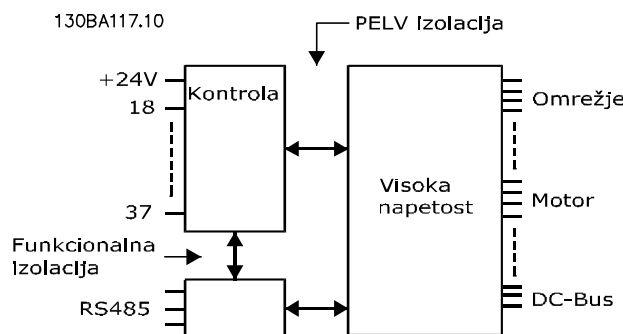 130BA117.10
PELV izolacija
+24V
18
Kontrola
Omrežje
Visoka
napetost
Motor
37
Funkcionalna
izolacija
RS485
DC-Bus